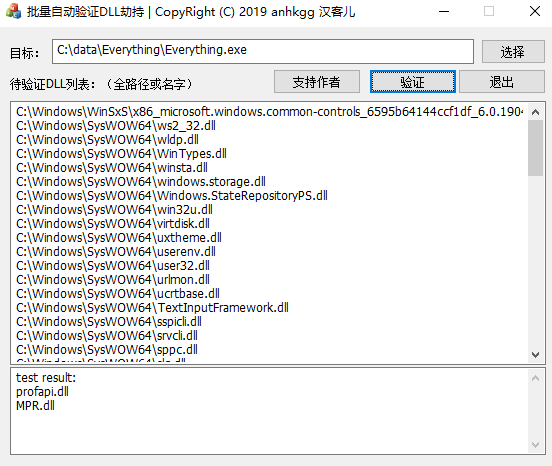 批量自动验证DLL劫持 | CopyRight (C) 2019 anhkgg 汉客儿
目标： C:\data\Everything\Everything.exe 选择
待验证DLL列表：（全路径或名字） 支持作者 验证 退出
C:\Windows\WinSxS\x86_microsoft.windows.common-controls_6595b64144ccf1df_6.0.1904
C:\Windows\SysWOW64\ws2_32.dll
C:\Windows\SysWOW64\wldp.dll
C:\Windows\SysWOW64\WinTypes.dll
C:\Windows\SysWOW64\winsta.dll
C:\Windows\SysWOW64\windows.storage.dll
C:\Windows\SysWOW64\Windows.StateRepositoryPS.dll
C:\Windows\SysWOW64\win32u.dll
C:\Windows\SysWOW64\virtdisk.dll
C:\Windows\SysWOW64\uxtheme.dll
C:\Windows\SysWOW64\userenv.dll
C:\Windows\SysWOW64\user32.dll
C:\Windows\SysWOW64\urlmon.dll
C:\Windows\SysWOW64\ucrtbase.dll
C:\Windows\SysWOW64\TextInputFramework.dll
C:\Windows\SysWOW64\sspicli.dll
C:\Windows\SysWOW64\srvcli.dll
C:\Windows\SysWOW64\sppc.dll
test result:
profapi.dll
MPR.dll